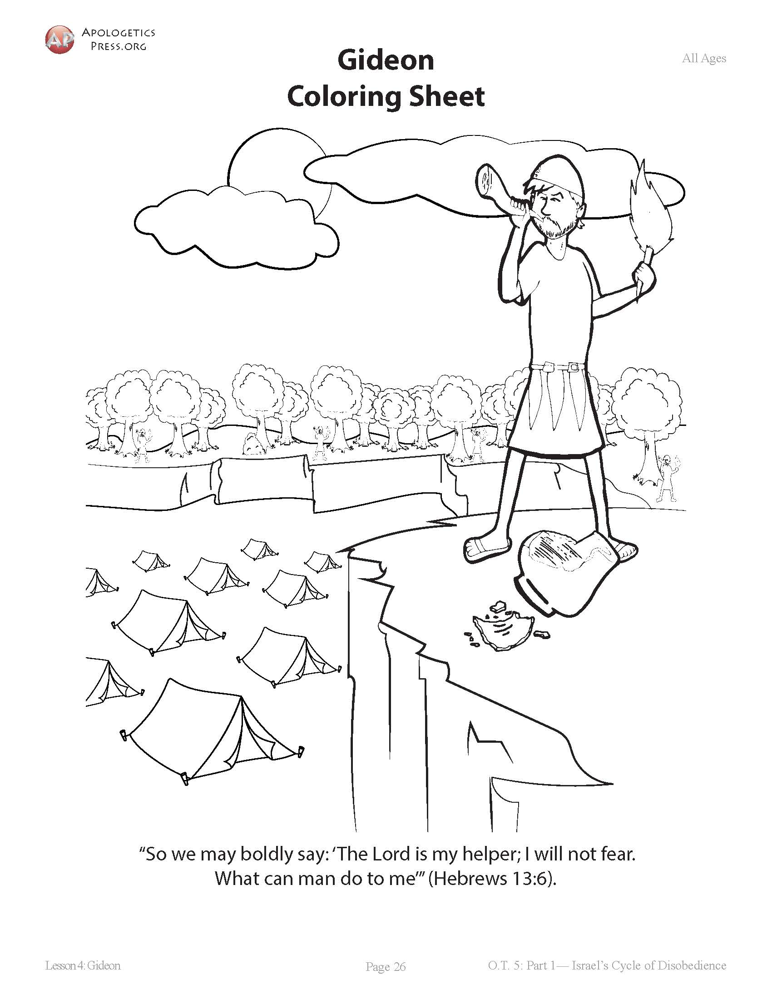 AP
APOLOGETICS
PRESS.ORG
Gideon
Coloring Sheet
All Ages
“So we may boldly say: ‘The Lord is my helper; I will not fear.
What can man do to me’” (Hebrews 13:6).
Lesson 4: Gideon
Page 26
O.T. 5: Part 1— Israel’s Cycle of Disobedience